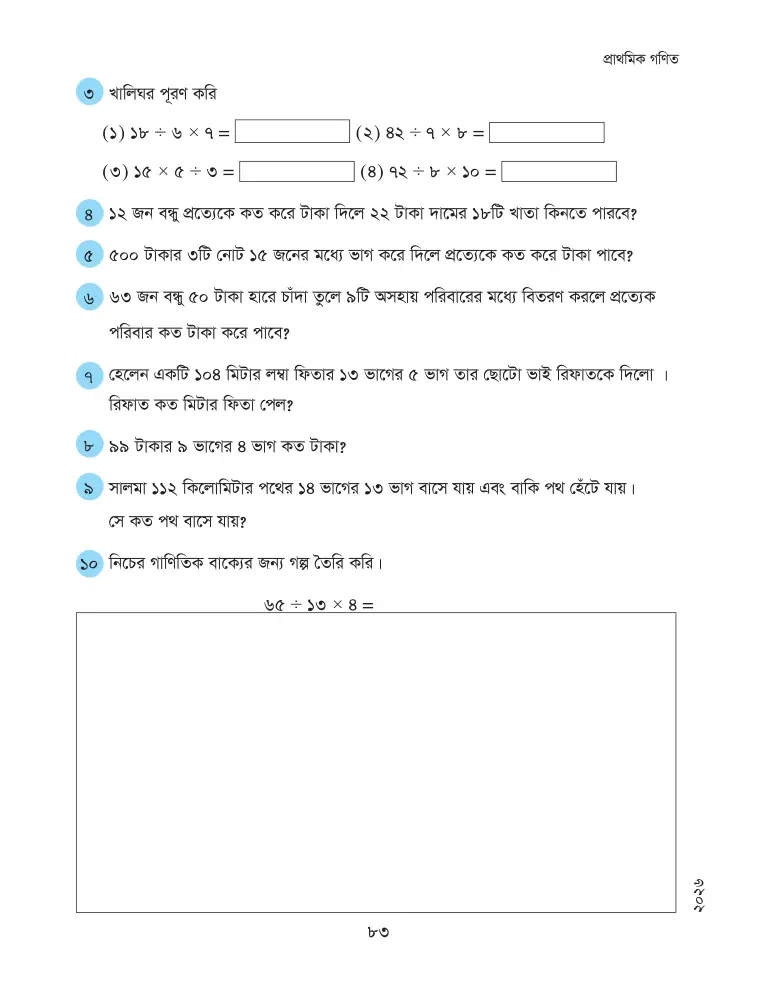 প্রাথমিক গণিত
৩ খালিঘর পূরণ করি
(১) ১৮ ÷ ৬ × ৭ = (২) ৪২ ÷ ৭ × ৮ =
(৩) ১৫ × ৫ ÷ ৩ = (৪) ৭২ ÷ ৮ × ১০ =
৪ ১২ জন বন্ধু প্রত্যেকে কত করে টাকা দিলে ২২ টাকা দামের ১৮টি খাতা কিনতে পারবে?
৫ ৫০০ টাকার ৩টি নোট ১৫ জনের মধ্যে ভাগ করে দিলে প্রত্যেকে কত করে টাকা পাবে?
৬ ৬৩ জন বন্ধু ৫০ টাকা হারে চাঁদা তুলে ৯টি অসহায় পরিবারের মধ্যে বিতরণ করলে প্রত্যেক
পরিবার কত টাকা করে পাবে?
৭ হেলেন একটি ১০৪ মিটার লম্বা ফিতার ১৩ ভাগের ৫ ভাগ তার ছোটো ভাই রিফাতকে দিলো ।
রিফাত কত মিটার ফিতা পেল?
৮ ৯৯ টাকার ৯ ভাগের ৪ ভাগ কত টাকা?
৯ সালমা ১১২ কিলোমিটার পথের ১৪ ভাগের ১৩ ভাগ বাসে যায় এবং বাকি পথ হেঁটে যায়।
সে কত পথ বাসে যায়?
১০ নিচের গাণিতিক বাক্যের জন্য গল্প তৈরি করি।
৬৫ ÷ ১৩ × ৪ =
২০২৬
৮৩